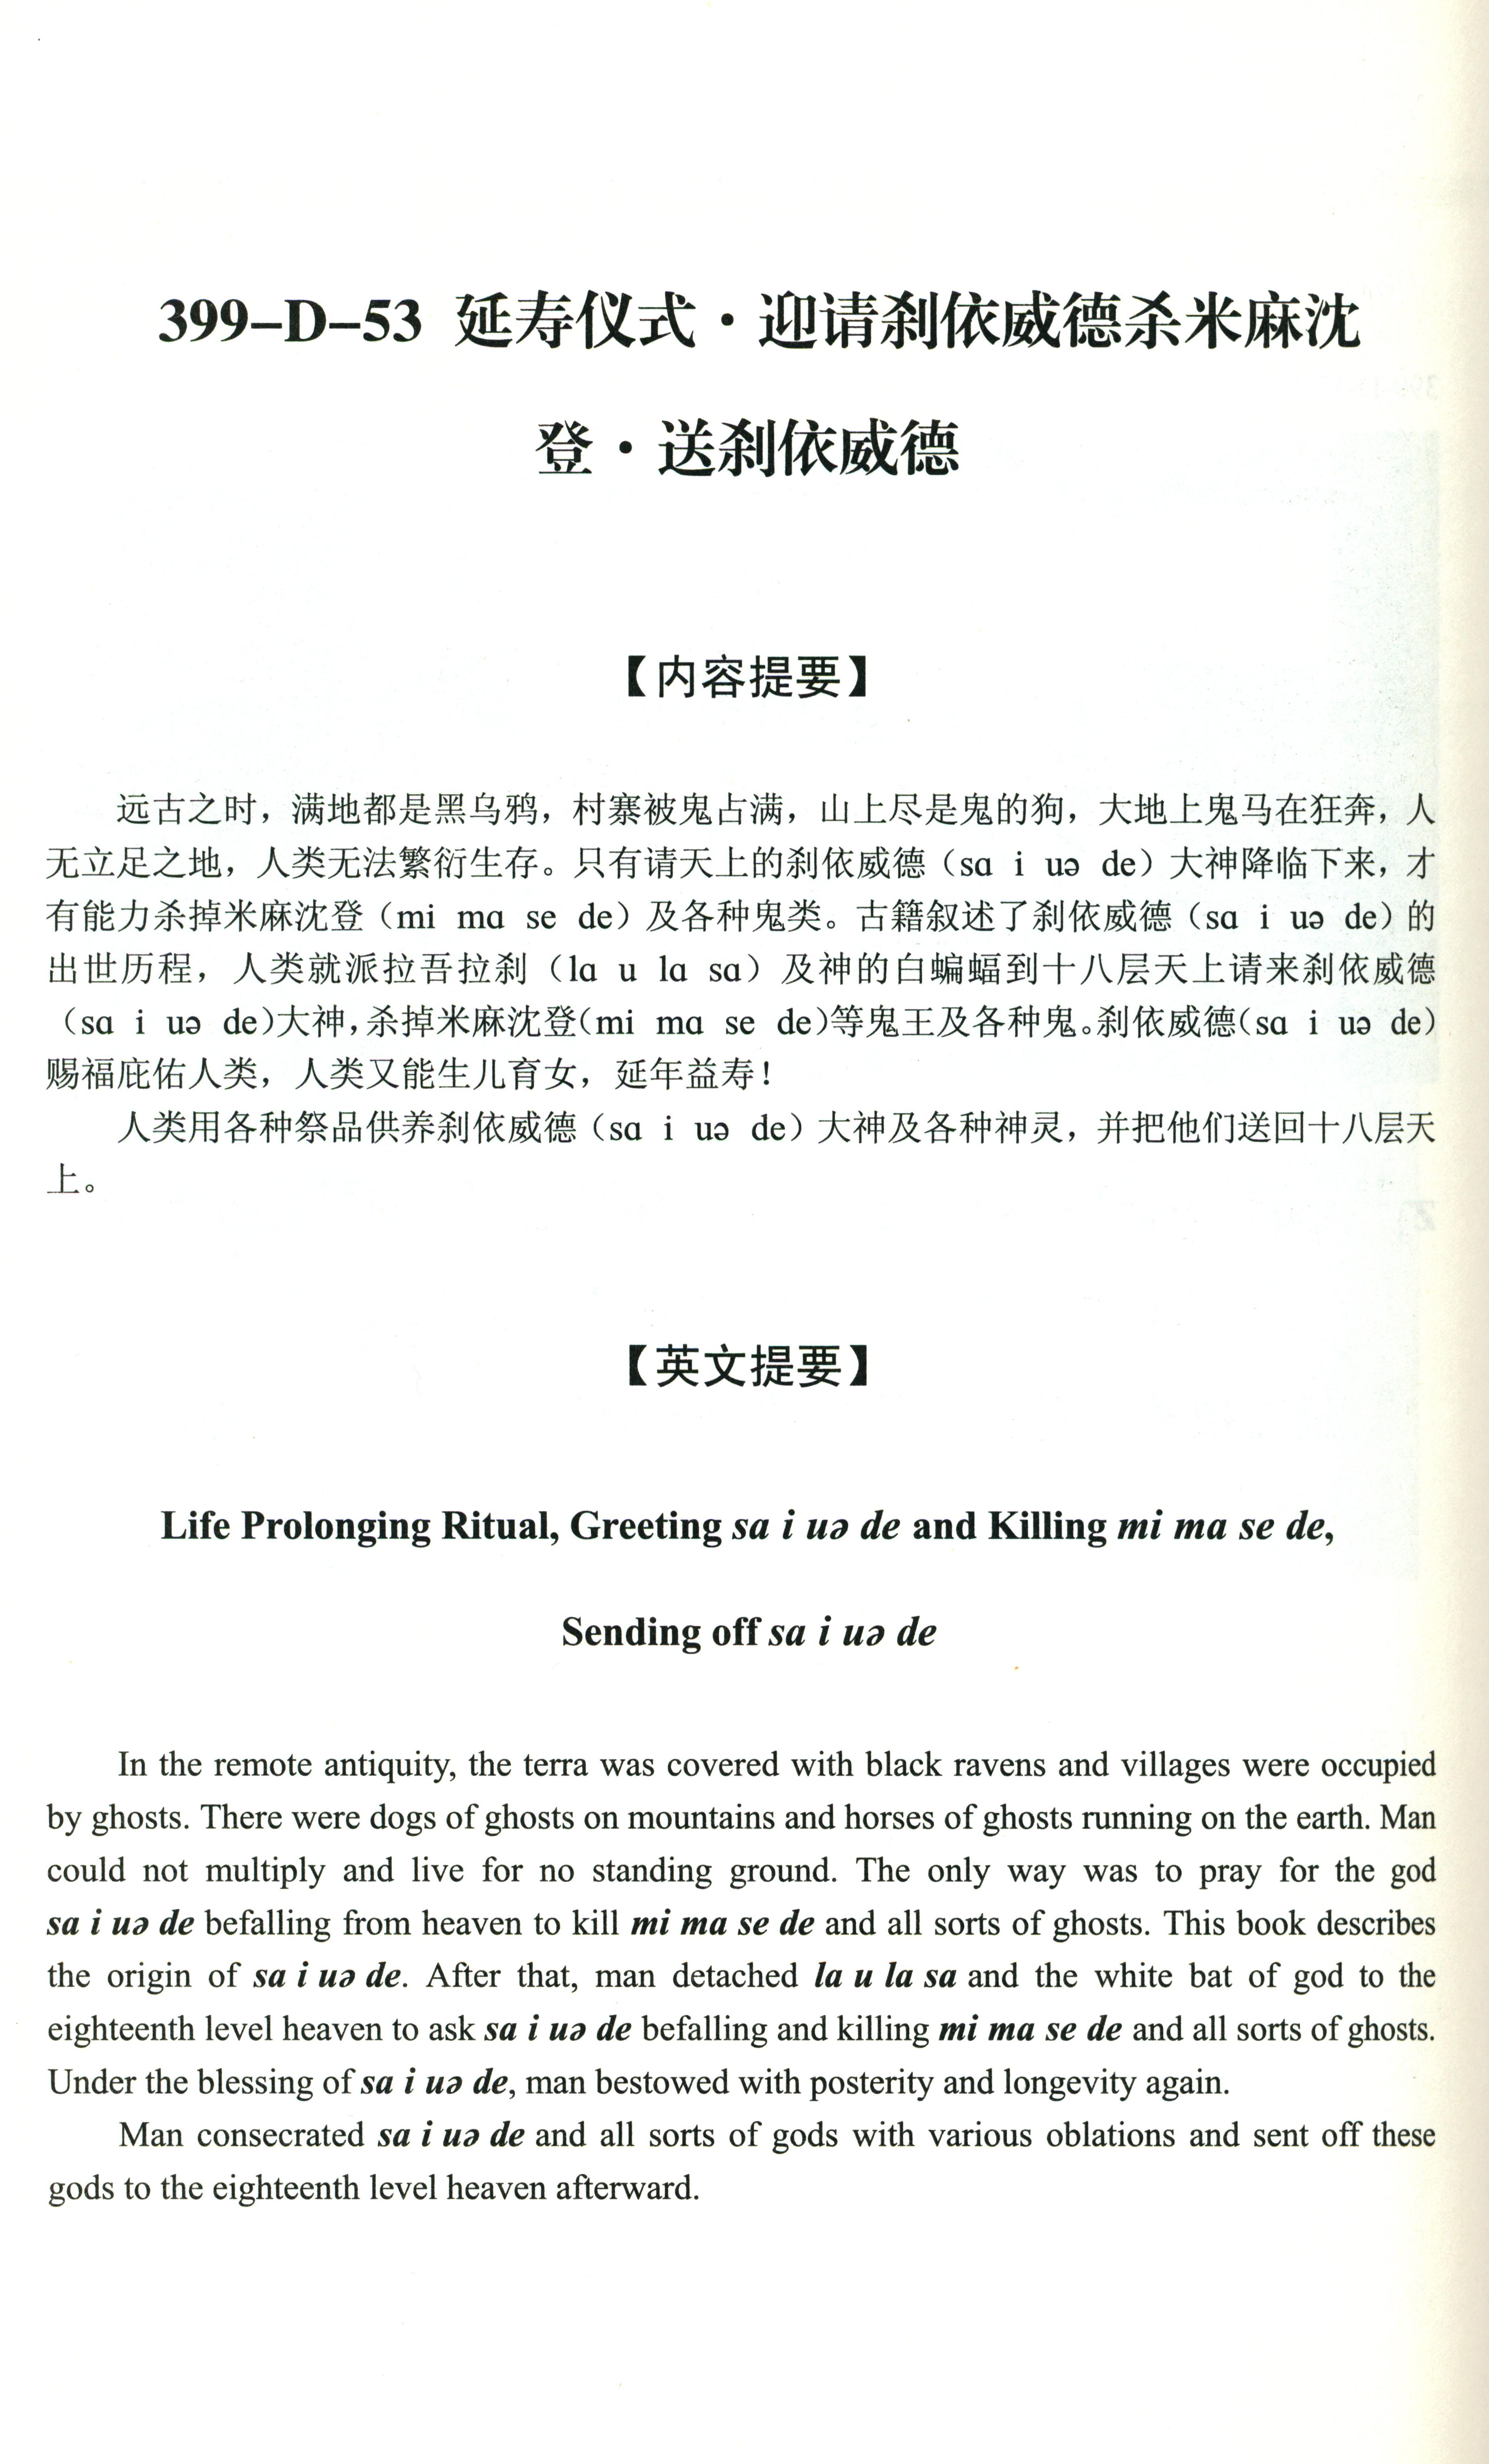 399-D-53 延寿仪式·迎请刹依威德杀米麻沈
登·送刹依威德
【内容提要】
远古之时，满地都是黑乌鸦，村寨被鬼占满，山上尽是鬼的狗，大地上鬼马在狂奔，人
无立足之地，人类无法繁衍生存。只有请天上的刹依威德（sɑ i uə de）大神降临下来，才
有能力杀掉米麻沈登（mi mɑ se de）及各种鬼类。古籍叙述了刹依威德（sɑ i uə de）的
出世历程，人类就派拉吾拉刹（lɑ u lɑ sɑ）及神的白蝙蝠到十八层天上请来刹依威德
（sɑ i uə de）大神，杀掉米麻沈登（mi mɑ se de）等鬼王及各种鬼。刹依威德（sɑ i uə de）
赐福庇佑人类，人类又能生儿育女，延年益寿！
人类用各种祭品供养刹依威德（sɑ i uə de）大神及各种神灵，并把他们送回十八层天
上。
【英文提要】
Life Prolonging Ritual, Greeting sa i uə de and Killing mi ma se de,
Sending off sa i uə de
In the remote antiquity, the terra was covered with black ravens and villages were occupied
by ghosts. There were dogs of ghosts on mountains and horses of ghosts running on the earth. Man
could not multiply and live for no standing ground. The only way was to pray for the god
sa i uə de befalling from heaven to kill mi ma se de and all sorts of ghosts. This book describes
the origin of sa i uə de. After that, man detached la u la sa and the white bat of god to the
eighteenth level heaven to ask sa i uə de befalling and killing mi ma se de and all sorts of ghosts.
Under the blessing of sa i uə de, man bestowed with posterity and longevity again.
Man consecrated sa i uə de and all sorts of gods with various oblations and sent off these
gods to the eighteenth level heaven afterward.